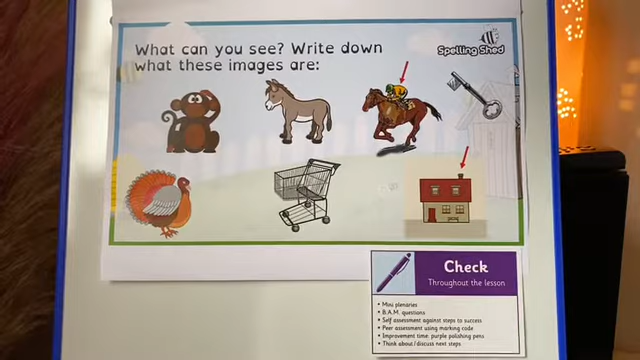 What can you see? Write down
what these images are:
Spelling Shed
Check
Throughout the lesson
• Mini plenaries
• B.A.M. questions
• Self assessment against steps to success
• Peer assessment using marking code
• Improvement time: purple polishing pens
• Think about/discuss next steps